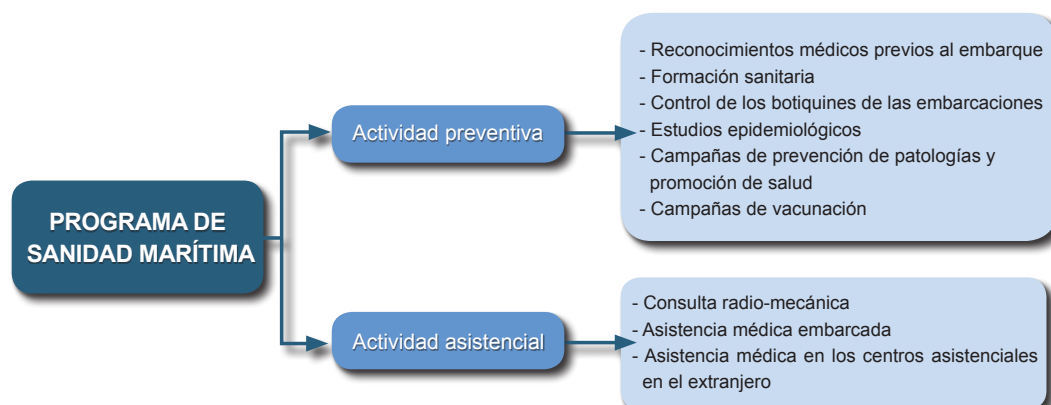 PROGRAMA DE
SANIDAD MARÍTIMA
Actividad preventiva
- Reconocimientos médicos previos al embarque
- Formación sanitaria
- Control de los botiquines de las embarcaciones
- Estudios epidemiológicos
- Campañas de prevención de patologías y
promoción de salud
- Campañas de vacunación
Actividad asistencial
- Consulta radio-mecánica
- Asistencia médica embarcada
- Asistencia médica en los centros asistenciales
en el extranjero